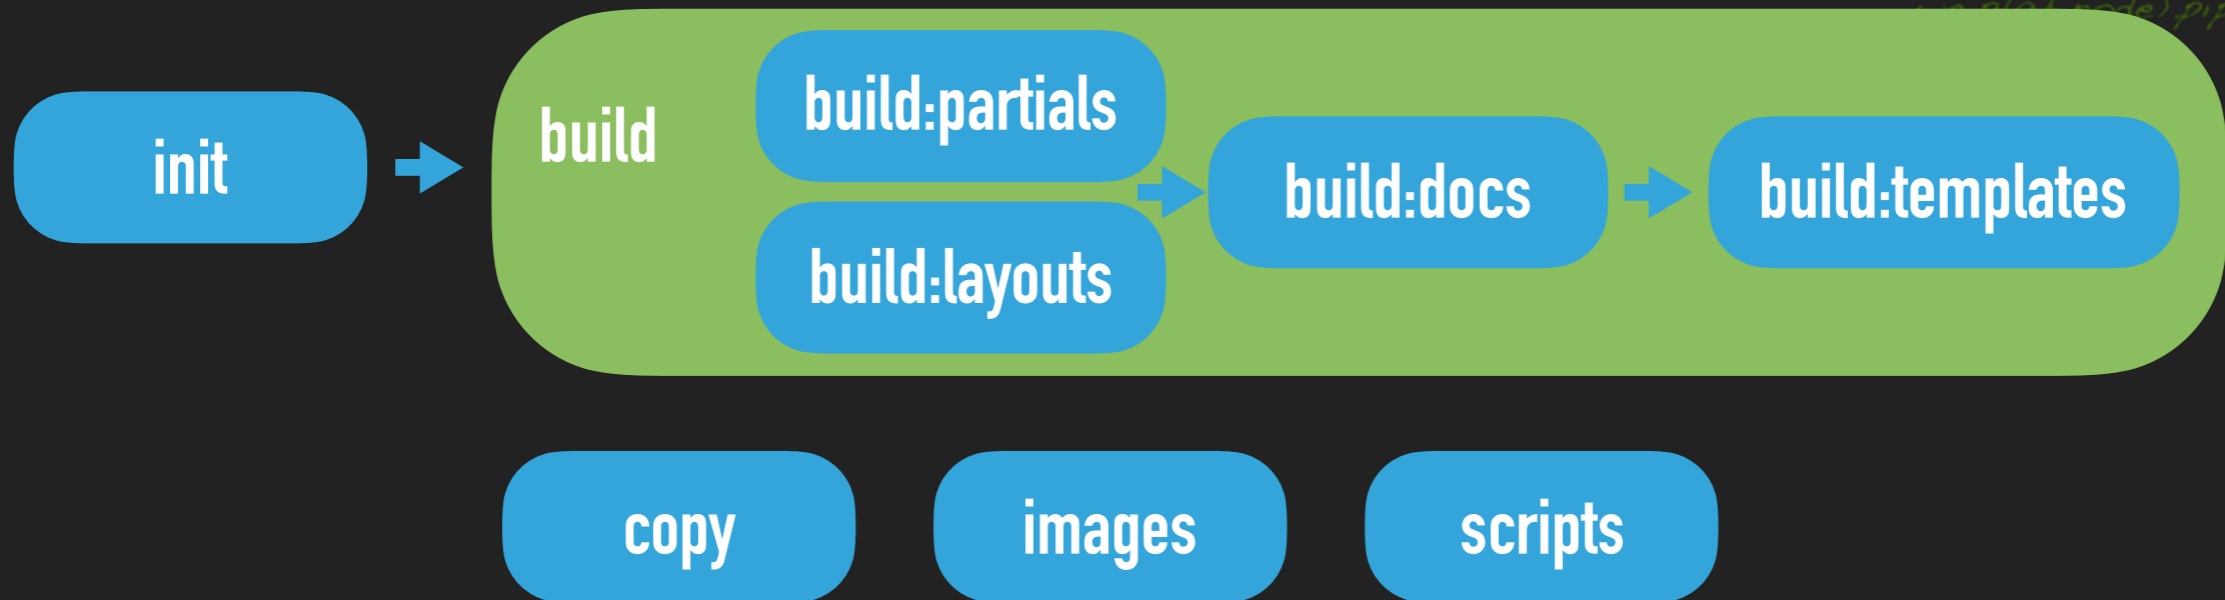 init
build
build:partials
build:layouts
build:docs
build:templates
copy
images
scripts